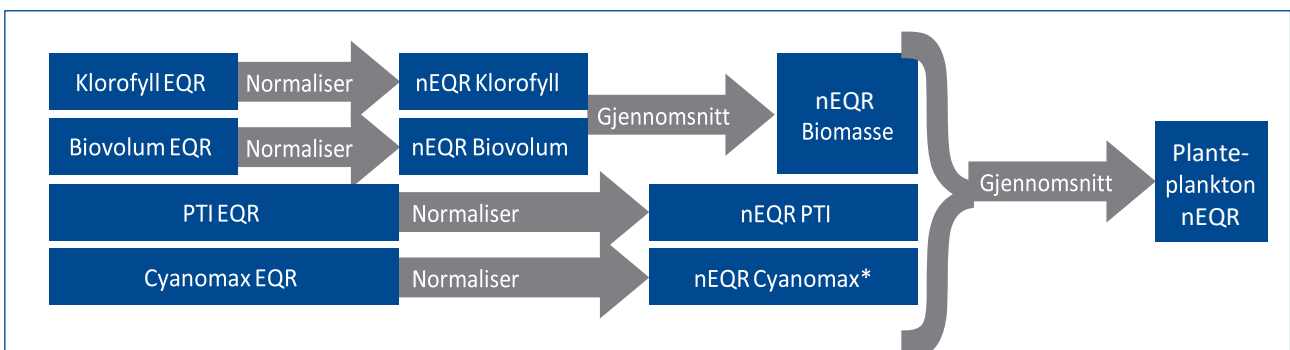 Klorofyll EQR
Normaliser
nEQR Klorofyll
Biovolum EQR
Normaliser
nEQR Biovolum
Gjennomsnitt
nEQR
Biomasse
PTI EQR
Normaliser
nEQR PTI
Cyanomax EQR
Normaliser
nEQR Cyanomax*
Gjennomsnitt
Plante-
plankton
nEQR